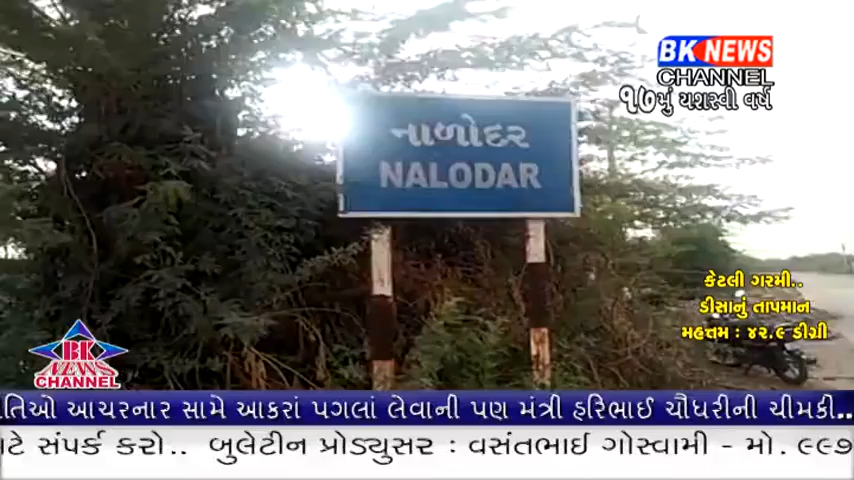 BK NEWS
CHANNEL
૧૭મું યશસ્વી વર્ષ
નાળોદર
NALODAR
કેટલી ગરમી..
ડીસાનું તાપમાન
મહત્તમ : ૪૨.૯ ડીગ્રી
BK
NEWS
CHANNEL
તિઓ આચરનાર સામે આકરાં પગલાં લેવાની પણ મંત્રી હરિભાઈ ચૌધરીની ચીમકી..
ટે સંપર્ક કરો.. બુલેટીન પ્રોડ્યુસર : વસંતભાઈ ગોસ્વામી - મો. ૯૯૭